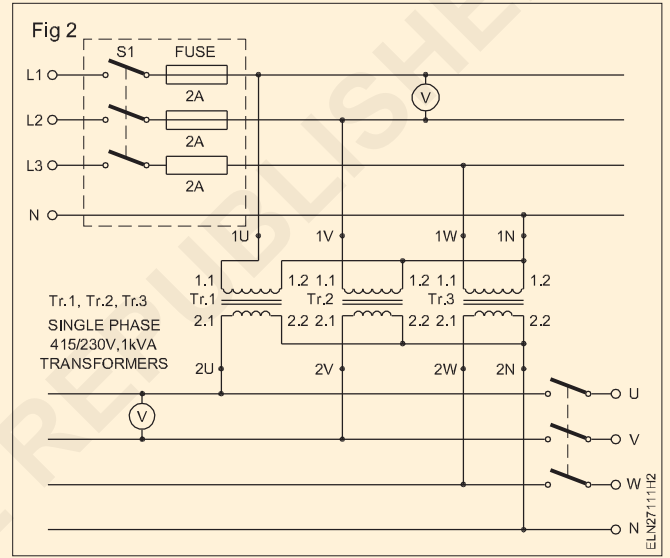 Fig 2
S1 FUSE
L1
2A
V
L2
2A
L3
2A
N
1U 1V 1W 1N
1.1 1.2 1.1 1.2 1.1 1.2
Tr.1 Tr.2 Tr.3
2.1 2.2 2.1 2.2 2.1 2.2
Tr.1, Tr.2, Tr.3
SINGLE PHASE
415/230V,1kVA
TRANSFORMERS
2U 2V 2W 2N
U
V
V
W
N
ELN27111H2
E REPUBLISHE